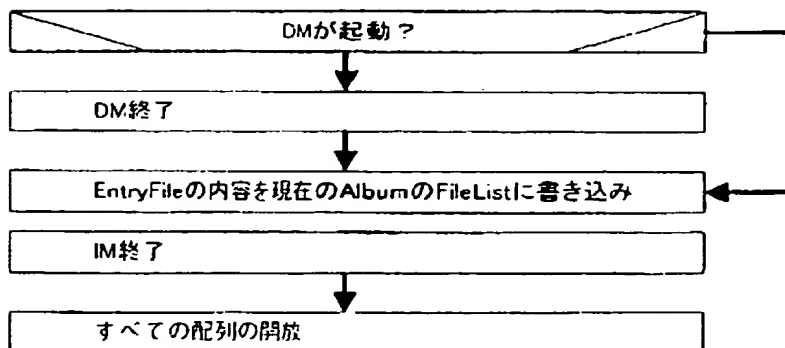 DMが起動？
DM終了
EntryFileの内容を現在のAlbumのFileListに書き込み
IM終了
すべての配列の開放